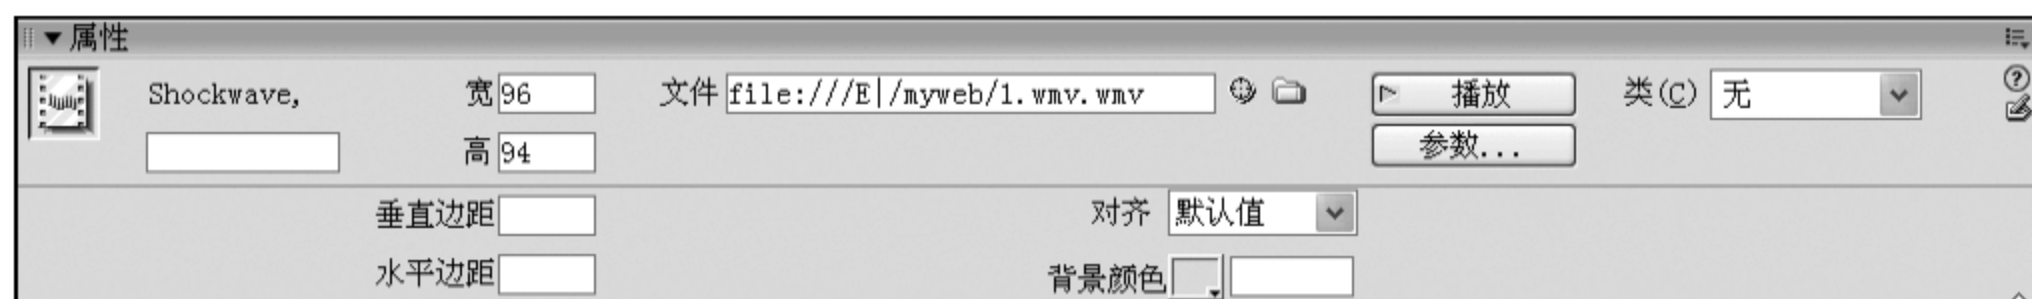 属性
Shockwave, 宽 96 文件 file:///E|/myweb/1.wmv.wmv 播放 类(C) 无
高 94 参数...
垂直边距 对齐 默认值
水平边距 背景颜色